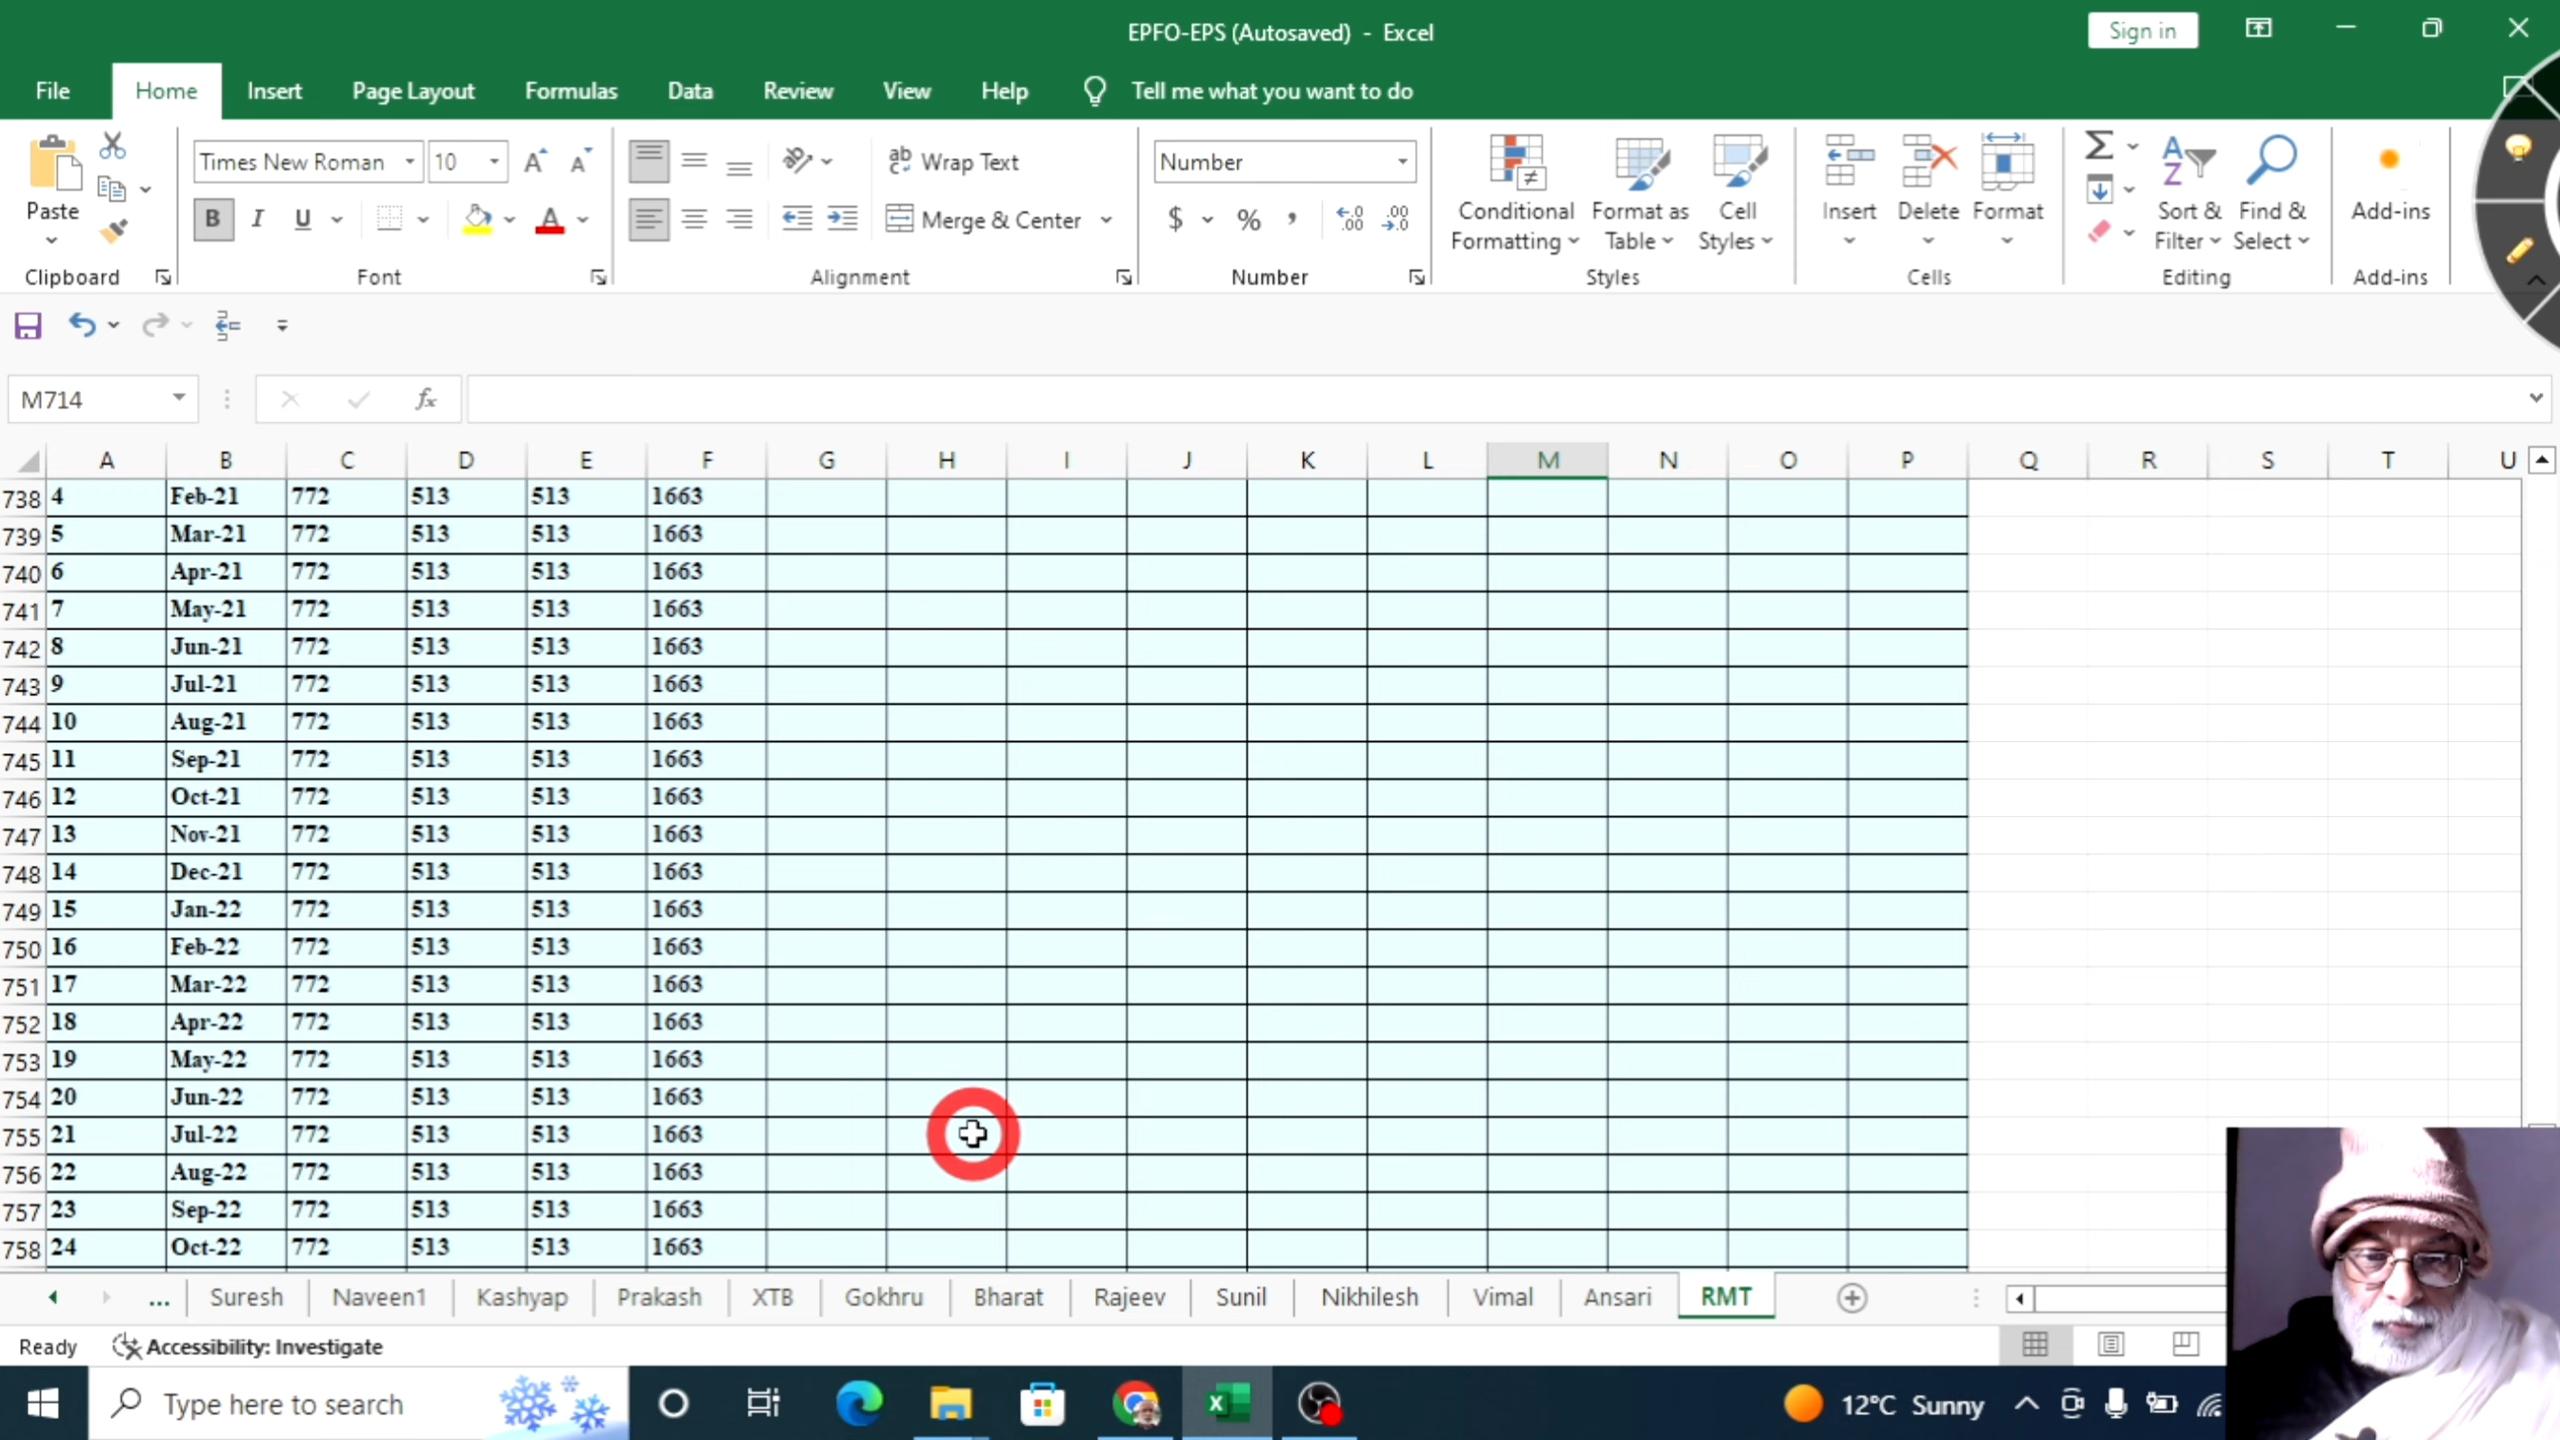 EPFO-EPS (Autosaved) - Excel
Sign in
File Home Insert Page Layout Formulas Data Review View Help Tell me what you want to do
Paste
Times New Roman 10
Wrap Text
Number
B I U
Merge & Center
$ % ,
Conditional Formatting
Format as Table
Cell Styles
Insert Delete Format
Sort & Filter
Find & Select
Add-ins
Clipboard Font Alignment Number Styles Cells Editing Add-ins
M714 fx
A B C D E F G H I J K L M N O P Q R S T U
738 4 Feb-21 772 513 513 1663
739 5 Mar-21 772 513 513 1663
740 6 Apr-21 772 513 513 1663
741 7 May-21 772 513 513 1663
742 8 Jun-21 772 513 513 1663
743 9 Jul-21 772 513 513 1663
744 10 Aug-21 772 513 513 1663
745 11 Sep-21 772 513 513 1663
746 12 Oct-21 772 513 513 1663
747 13 Nov-21 772 513 513 1663
748 14 Dec-21 772 513 513 1663
749 15 Jan-22 772 513 513 1663
750 16 Feb-22 772 513 513 1663
751 17 Mar-22 772 513 513 1663
752 18 Apr-22 772 513 513 1663
753 19 May-22 772 513 513 1663
754 20 Jun-22 772 513 513 1663
755 21 Jul-22 772 513 513 1663
756 22 Aug-22 772 513 513 1663
757 23 Sep-22 772 513 513 1663
758 24 Oct-22 772 513 513 1663
... Suresh Naveen1 Kashyap Prakash XTB Gokhru Bharat Rajeev Sunil Nikhilesh Vimal Ansari RMT
Ready Accessibility: Investigate
Type here to search
12°C Sunny